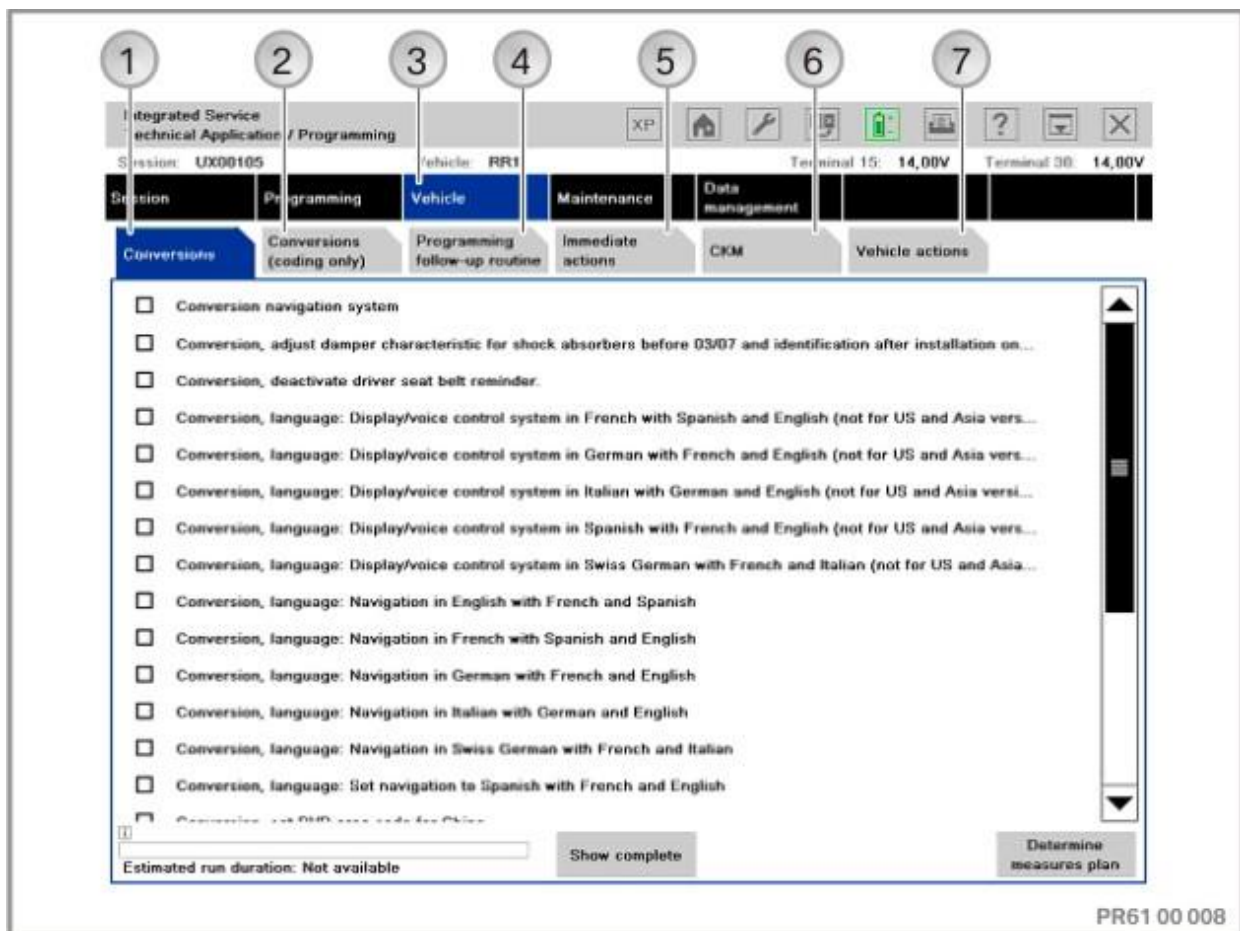 1 2 3 4 5 6 7
Integrated Service
Technical Application / Programming
XP
?
Session: UX00105 Vehicle: RR1 Terminal 15: 14,00V Terminal 30: 14,00V
Session Programming Vehicle Maintenance Data
management
Conversions Conversions
(coding only) Programming
follow-up routine Immediate
actions CKM Vehicle actions
Conversion navigation system
Conversion, adjust damper characteristic for shock absorbers before 03/07 and identification after installation on...
Conversion, deactivate driver seat belt reminder.
Conversion, language: Display/voice control system in French with Spanish and English (not for US and Asia vers...
Conversion, language: Display/voice control system in German with French and English (not for US and Asia vers...
Conversion, language: Display/voice control system in Italian with German and English (not for US and Asia versi...
Conversion, language: Display/voice control system in Spanish with French and English (not for US and Asia vers...
Conversion, language: Display/voice control system in Swiss German with French and Italian (not for US and Asia...
Conversion, language: Navigation in English with French and Spanish
Conversion, language: Navigation in French with Spanish and English
Conversion, language: Navigation in German with French and English
Conversion, language: Navigation in Italian with German and English
Conversion, language: Navigation in Swiss German with French and Italian
Conversion, language: Set navigation to Spanish with French and English
i
Estimated run duration: Not available
Show complete
Determine
measures plan
PR61 00 008